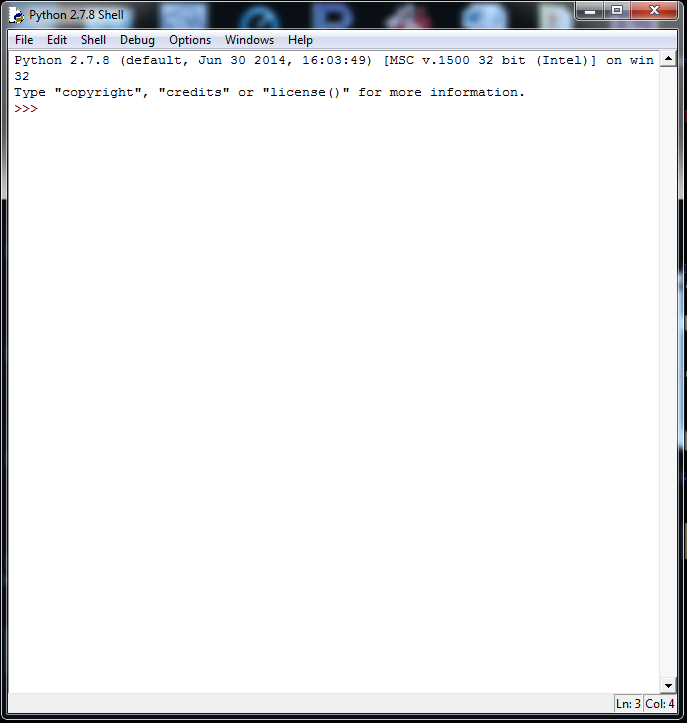 Python 2.7.8 Shell
File Edit Shell Debug Options Windows Help
Python 2.7.8 (default, Jun 30 2014, 16:03:49) [MSC v.1500 32 bit (Intel)] on win
32
Type "copyright", "credits" or "license()" for more information.
>>>
Ln: 3 Col: 4